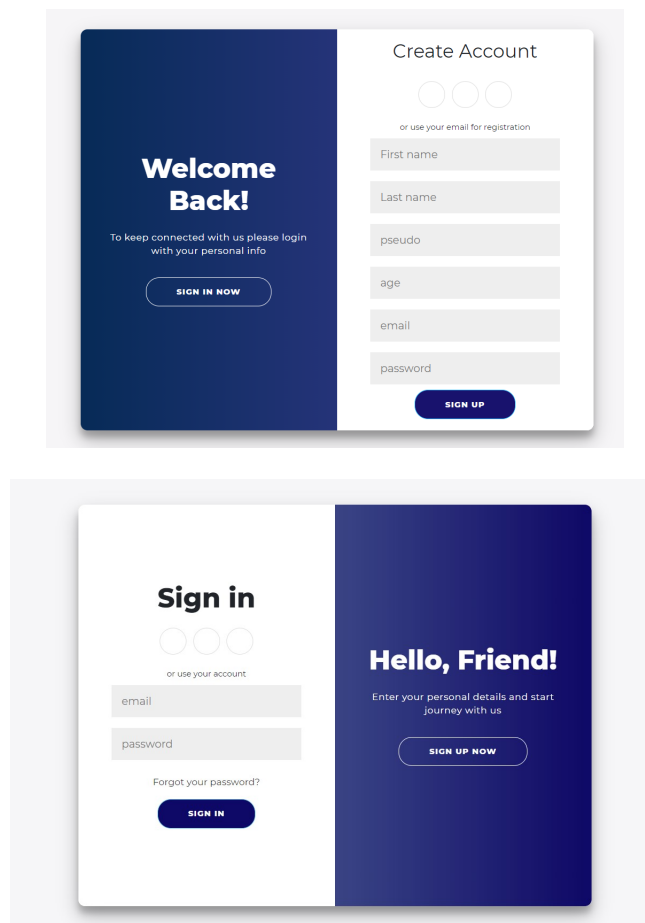 Welcome
Back!
To keep connected with us please login
with your personal info
SIGN IN NOW
Create Account
or use your email for registration
First name
Last name
pseudo
age
email
password
SIGN UP
Sign in
or use your account
email
password
Forgot your password?
SIGN IN
Hello, Friend!
Enter your personal details and start
journey with us
SIGN UP NOW